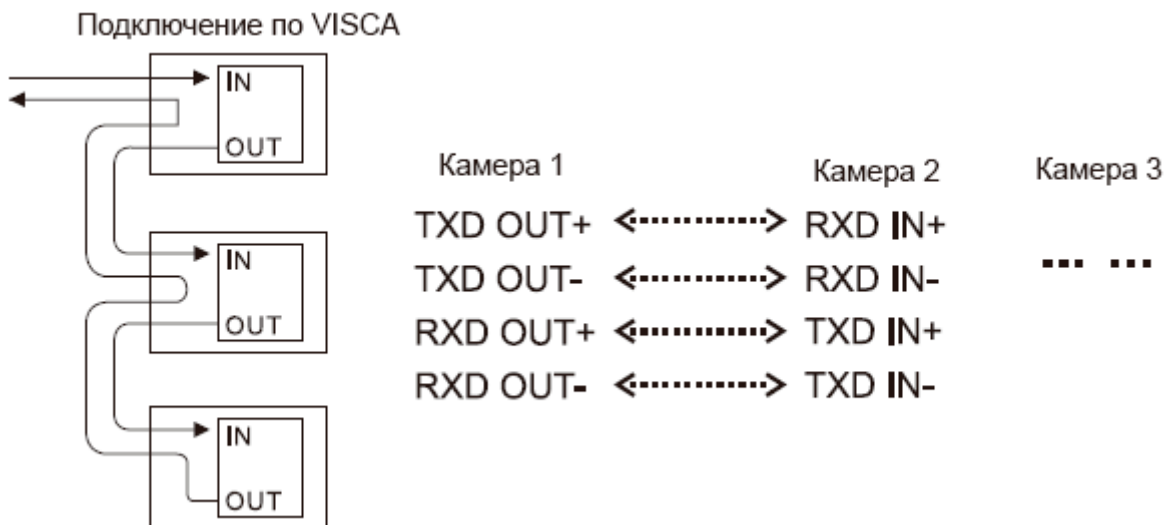 Подключение по VISCA
IN
OUT
IN
OUT
IN
OUT
Камера 1 Камера 2 Камера 3
TXD OUT+ RXD IN+
TXD OUT- RXD IN-
RXD OUT+ TXD IN+
RXD OUT- TXD IN-
... ...